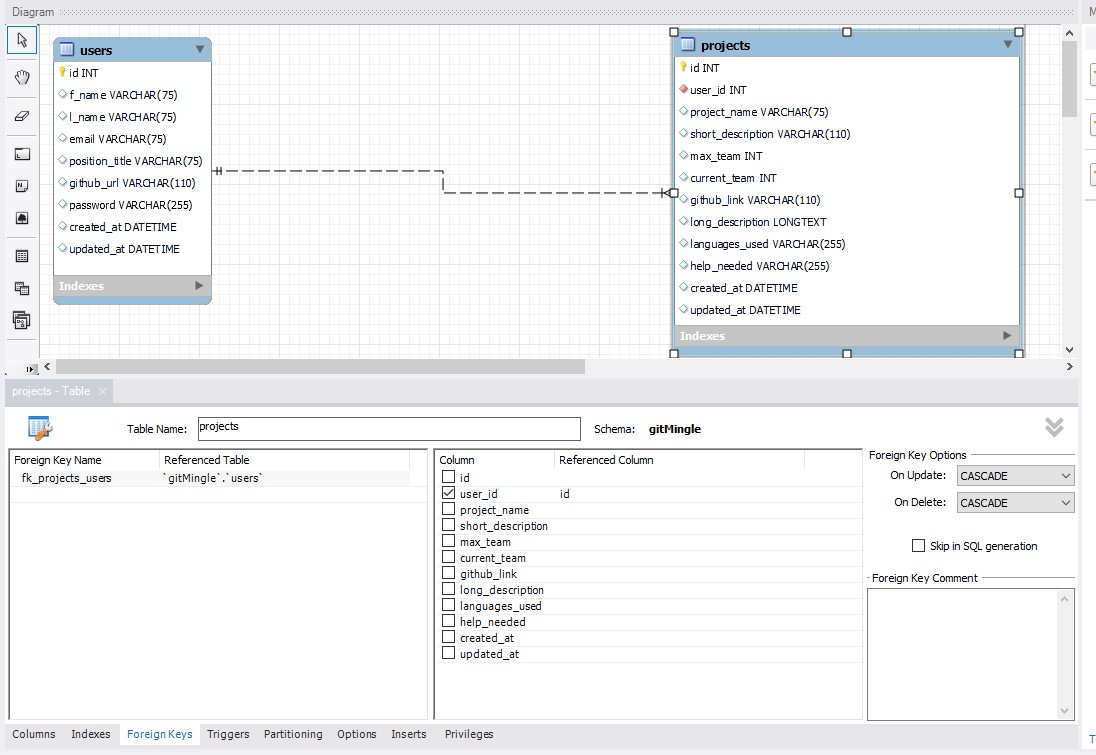 Diagram
users
id INT
f_name VARCHAR(75)
l_name VARCHAR(75)
email VARCHAR(75)
position_title VARCHAR(75)
github_url VARCHAR(110)
password VARCHAR(255)
created_at DATETIME
updated_at DATETIME
Indexes
projects
id INT
user_id INT
project_name VARCHAR(75)
short_description VARCHAR(110)
max_team INT
current_team INT
github_link VARCHAR(110)
long_description LONGTEXT
languages_used VARCHAR(255)
help_needed VARCHAR(255)
created_at DATETIME
updated_at DATETIME
Indexes
projects - Table
Table Name: projects Schema: gitMingle
Foreign Key Name Referenced Table
fk_projects_users `gitMingle`.`users`
Column Referenced Column
id
user_id id
project_name
short_description
max_team
current_team
github_link
long_description
languages_used
help_needed
created_at
updated_at
Foreign Key Options
On Update: CASCADE
On Delete: CASCADE
Skip in SQL generation
Foreign Key Comment
Columns Indexes Foreign Keys Triggers Partitioning Options Inserts Privileges